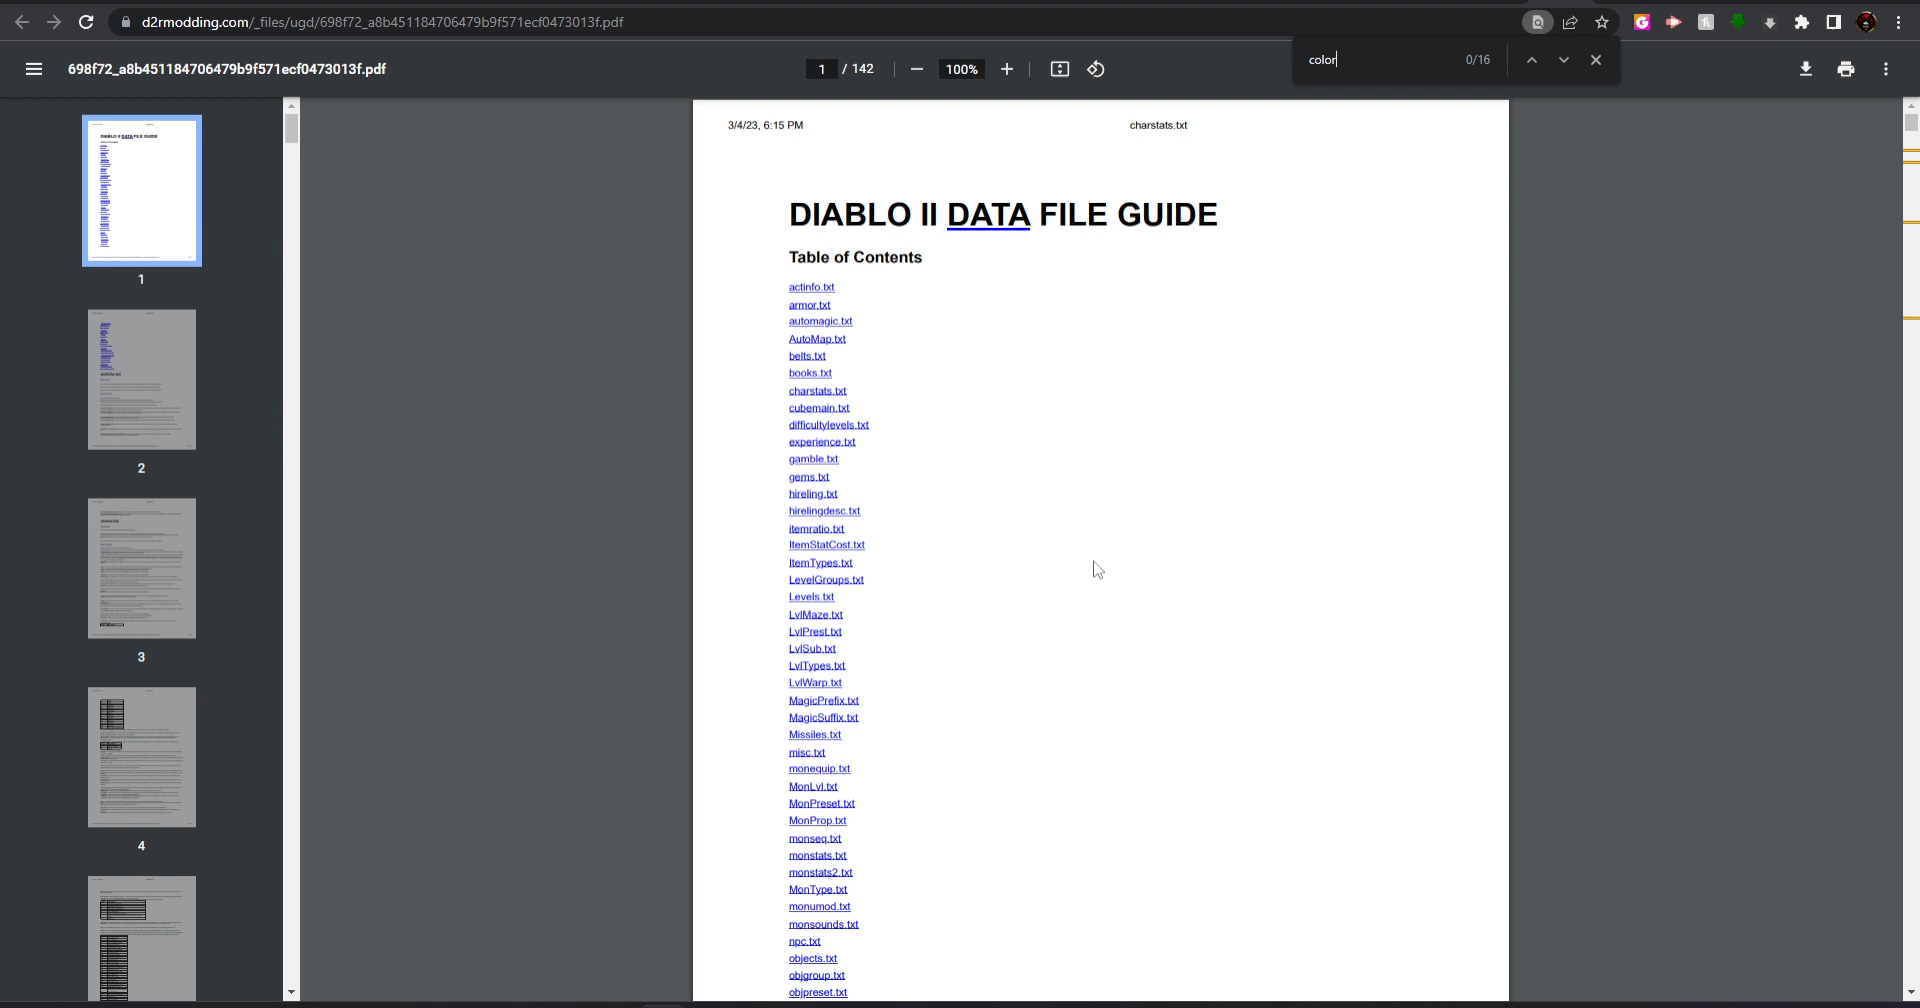 d2rmodding.com/_files/ugd/698f72_a8b451184706479b9f571ecf0473013f.pdf
698f72_a8b451184706479b9f571ecf0473013f.pdf
1 / 142
100%
color
0/16
3/4/23, 6:15 PM
charstats.txt
DIABLO II DATA FILE GUIDE
Table of Contents
actinfo.txt
armor.txt
automagic.txt
AutoMap.txt
belts.txt
books.txt
charstats.txt
cubemain.txt
difficultylevels.txt
experience.txt
gamble.txt
gems.txt
hireling.txt
hirelingdesc.txt
itemratio.txt
ItemStatCost.txt
ItemTypes.txt
LevelGroups.txt
Levels.txt
LvlMaze.txt
LvlPrest.txt
LvlSub.txt
LvlTypes.txt
LvlWarp.txt
MagicPrefix.txt
MagicSuffix.txt
Missiles.txt
misc.txt
monequip.txt
MonLvl.txt
MonPreset.txt
MonProp.txt
monseq.txt
monstats.txt
monstats2.txt
MonType.txt
monumod.txt
monsounds.txt
npc.txt
objects.txt
objgroup.txt
objpreset.txt
DIABLO II DATA FILE GUIDE
1
2
3
4